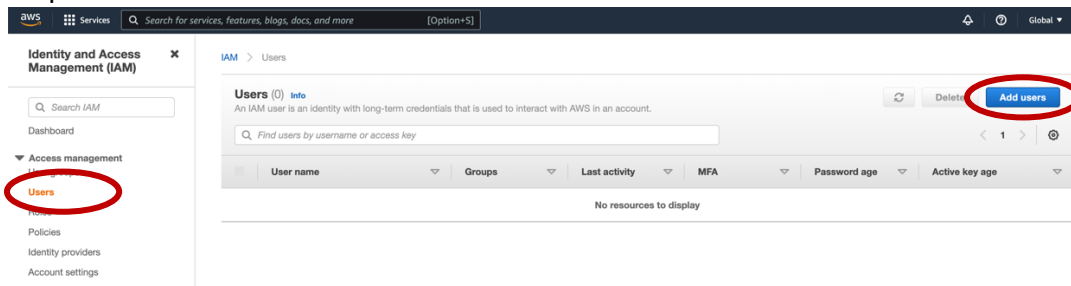 aws Services Search for services, features, blogs, docs, and more [Option+S] Global
Identity and Access Management (IAM)
Search IAM
Dashboard
Access management
Users
Policies
Identity providers
Account settings
IAM > Users
Users (0) Info
An IAM user is an identity with long-term credentials that is used to interact with AWS in an account.
Delete Add users
Find users by username or access key
1
User name Groups Last activity MFA Password age Active key age
No resources to display